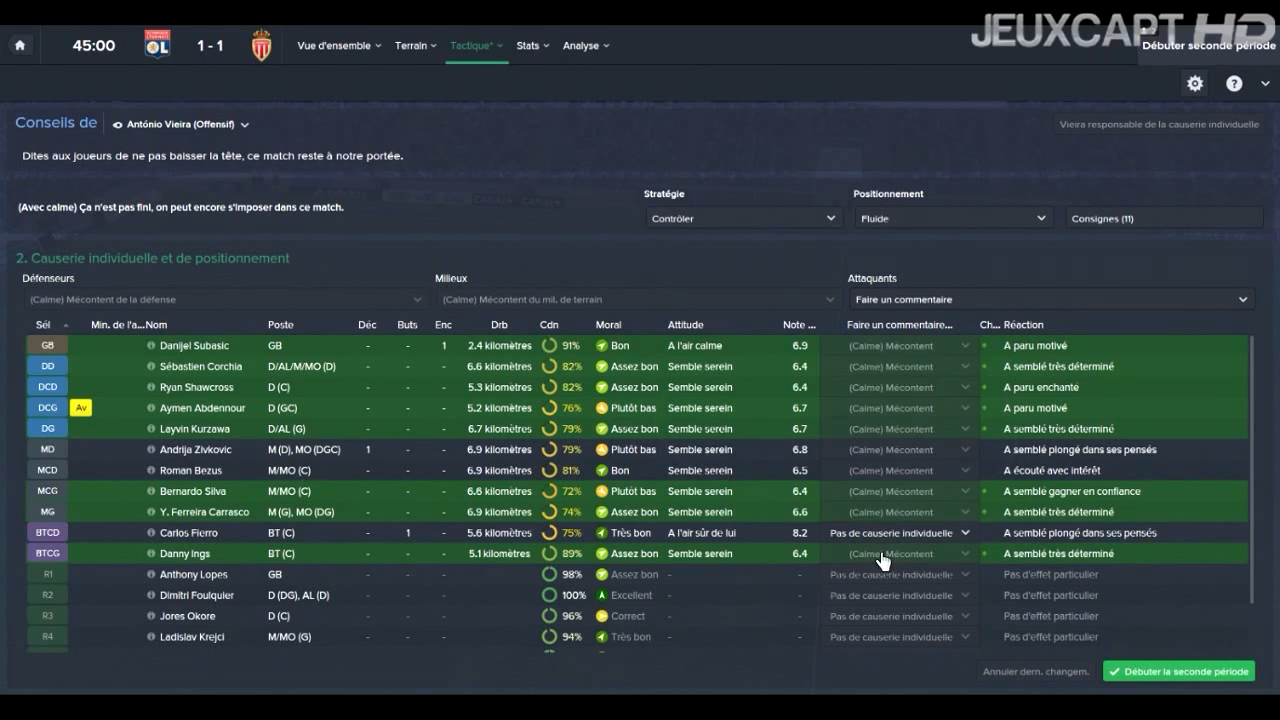 JEUXCAPT HD
45:00 1 - 1 Vue d'ensemble Terrain Tactique* Stats Analyse Débuter seconde période
Conseils de António Vieira (Offensif) Vieira responsable de la causerie individuelle
Dites aux joueurs de ne pas baisser la tête, ce match reste à notre portée.
Stratégie Positionnement
(Avec calme) Ça n'est pas fini, on peut encore s'imposer dans ce match. Contrôler Fluide Consignes (11)
2. Causerie individuelle et de positionnement
Défenseurs Milieux Attaquants
(Calme) Mécontent de la défense (Calme) Mécontent du mil. de terrain Faire un commentaire
Sél Min. de l'a... Nom Poste Déc Buts Enc Drb Cdn Moral Attitude Note ... Faire un commentaire... Ch... Réaction
GB Danijel Subasic GB - - 1 2.4 kilomètres 91% Bon A l'air calme 6.9 (Calme) Mécontent A paru motivé
DD Sébastien Corchia D/AL/M/MO (D) - - - 6.6 kilomètres 82% Assez bon Semble serein 6.4 (Calme) Mécontent A semblé très déterminé
DCD Ryan Shawcross D (C) - - - 5.3 kilomètres 82% Assez bon Semble serein 6.4 (Calme) Mécontent A paru enchanté
DCG Av Aymen Abdennour D (GC) - - - 5.2 kilomètres 76% Plutôt bas Semble serein 6.7 (Calme) Mécontent A paru motivé
DG Layvin Kurzawa D/AL (G) - - - 6.7 kilomètres 79% Assez bon Semble serein 6.7 (Calme) Mécontent A semblé très déterminé
MD Andrija Zivkovic M (D), MO (DGC) 1 - - 6.9 kilomètres 79% Plutôt bas Semble serein 6.8 (Calme) Mécontent A semblé plongé dans ses pensés
MCD Roman Bezus M/MO (C) - - - 6.9 kilomètres 81% Bon Semble serein 6.5 (Calme) Mécontent A écouté avec intérêt
MCG Bernardo Silva M/MO (C) - - - 6.6 kilomètres 72% Plutôt bas Semble serein 6.4 (Calme) Mécontent A semblé gagner en confiance
MG Y. Ferreira Carrasco M (G), MO (DG) - - - 6.9 kilomètres 74% Assez bon Semble serein 6.6 (Calme) Mécontent A semblé très déterminé
BTCD Carlos Fierro BT (C) - 1 - 5.6 kilomètres 75% Très bon A l'air sûr de lui 8.2 Pas de causerie individuelle A semblé plongé dans ses pensés
BTCG Danny Ings BT (C) - - - 5.1 kilomètres 89% Assez bon Semble serein 6.4 (Calme) Mécontent A semblé très déterminé
R1 Anthony Lopes GB - - - - 98% Assez bon - - Pas de causerie individuelle Pas d'effet particulier
R2 Dimitri Foulquier D (DG), AL (D) - - - - 100% Excellent - - Pas de causerie individuelle Pas d'effet particulier
R3 Jores Okore D (C) - - - - 96% Correct - - Pas de causerie individuelle Pas d'effet particulier
R4 Ladislav Krejci M/MO (G) - - - - 94% Très bon - - Pas de causerie individuelle Pas d'effet particulier
Annuler dern. changem. Débuter la seconde période